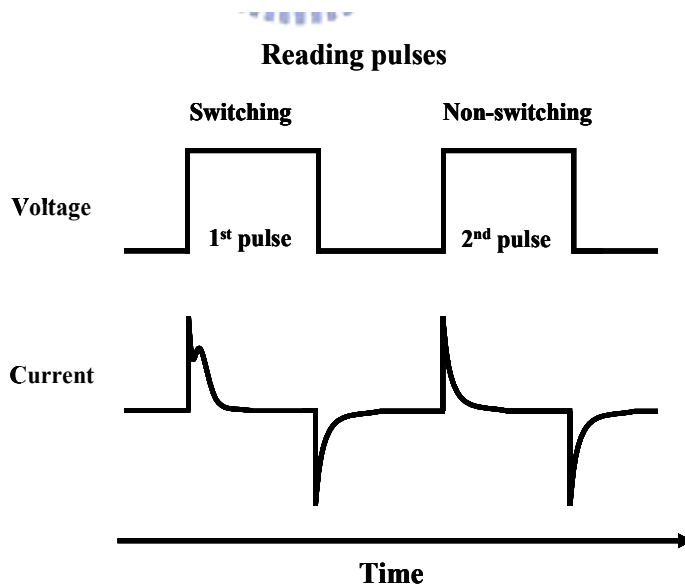 Reading pulses
Switching
Non-switching
Voltage
1st pulse
2nd pulse
Current
Time